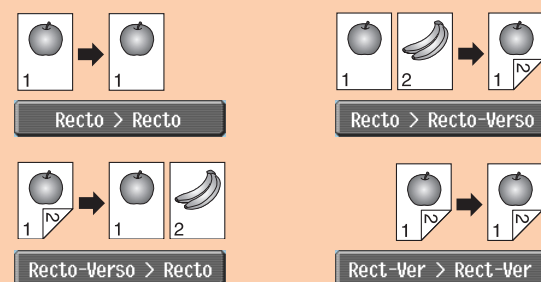 1 1
Recto > Recto
1 2 1 2
Recto > Recto-Verso
1 2 1 2
Recto-Verso > Recto
1 2 1 2
Rect-Ver > Rect-Ver